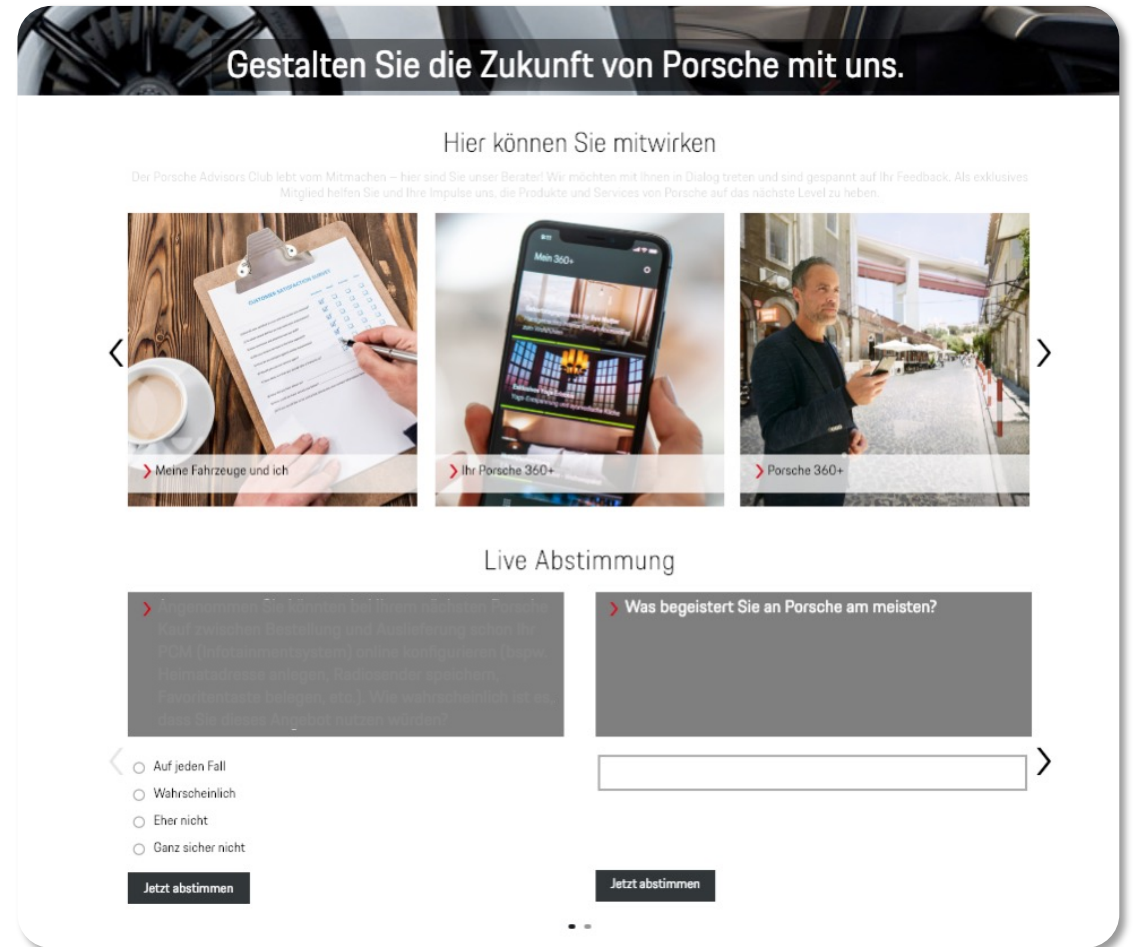 Gestalten Sie die Zukunft von Porsche mit uns.
Hier können Sie mitwirken
Der Porsche Advisors Club lebt vom Mitmachen – hier sind Sie unser Berater! Wir möchten mit Ihnen in Dialog treten und sind gespannt auf Ihr Feedback. Als exklusives
Mitglied helfen Sie und Ihre Impulse uns, die Produkte und Services von Porsche auf das nächste Level zu heben.
CUSTOMER SATISFACTION SURVEY
Mein 360+
Meine Fahrzeuge und ich
Ihr Porsche 360+
Porsche 360+
Live Abstimmung
Angenommen Sie könnten bei Ihrem nächsten Porsche
Kauf zwischen Bestellung und Auslieferung schon Ihr
PCM (Infotainmentsystem) online konfigurieren (bspw.
Heimatadresse anlegen, Radiosender speichern,
Favoritentaste belegen, etc.). Wie wahrscheinlich ist es,
dass Sie dieses Angebot nutzen würden?
Auf jeden Fall
Wahrscheinlich
Eher nicht
Ganz sicher nicht
Jetzt abstimmen
Was begeistert Sie an Porsche am meisten?
Jetzt abstimmen